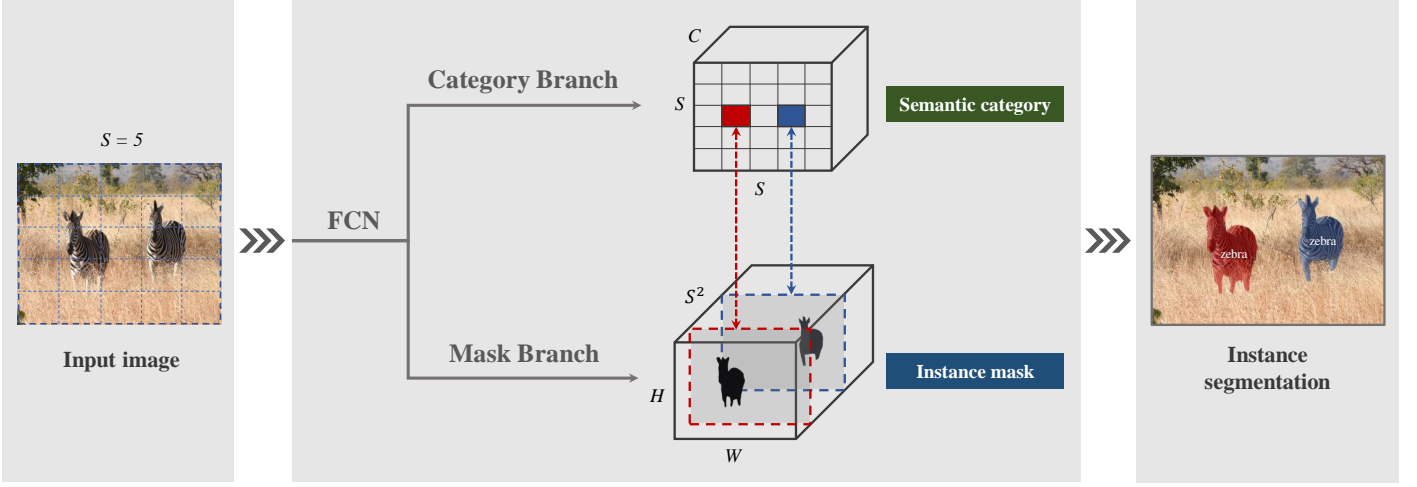 S = 5
Input image
FCN
Category Branch
Mask Branch
C
S
S
Semantic category
S²
H
W
Instance mask
zebra
zebra
Instance
segmentation